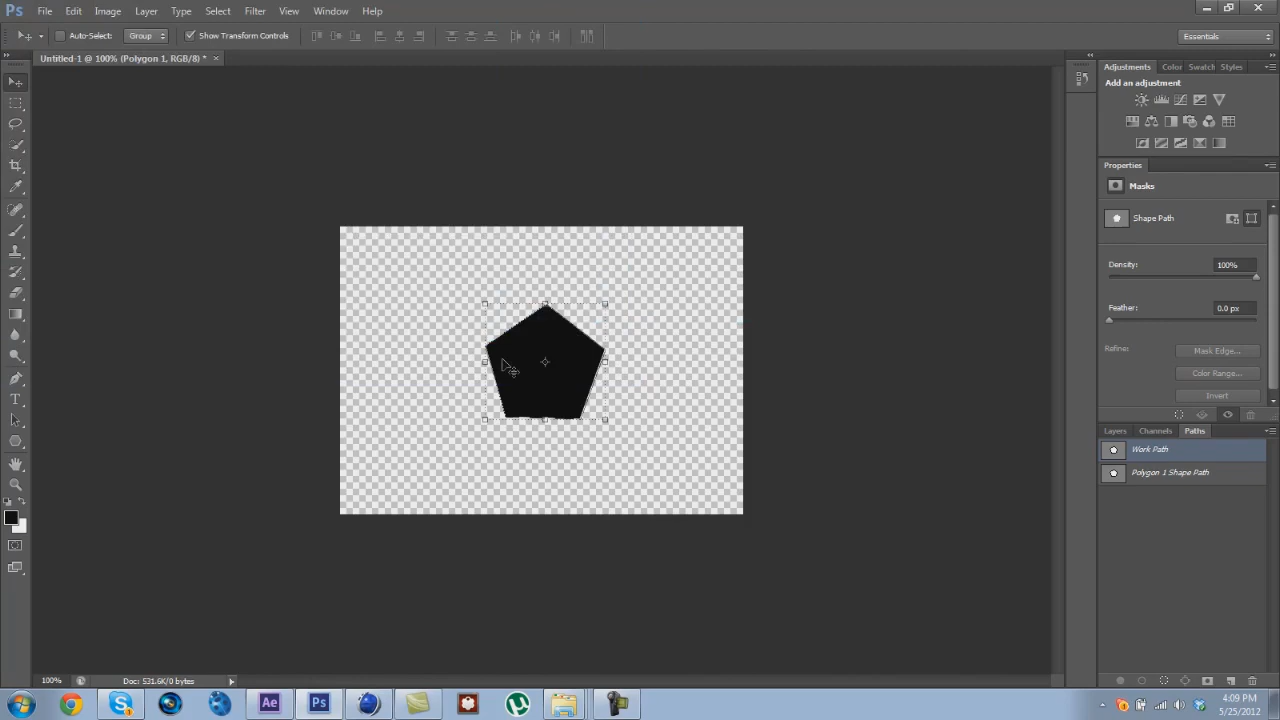 Ps File Edit Image Layer Type Select Filter View Window Help
Auto-Select: Group Show Transform Controls Essentials
Untitled-1 @ 100% (Polygon 1, RGB/8) *
Adjustments Color Swatch Styles
Add an adjustment
Properties
Masks
Shape Path
Density: 100%
Feather: 0.0 px
Refine: Mask Edge...
Color Range...
Invert
Layers Channels Paths
Work Path
Polygon 1 Shape Path
100% Doc: 531.6K/0 bytes
Ae Ps
4:09 PM
5/25/2012